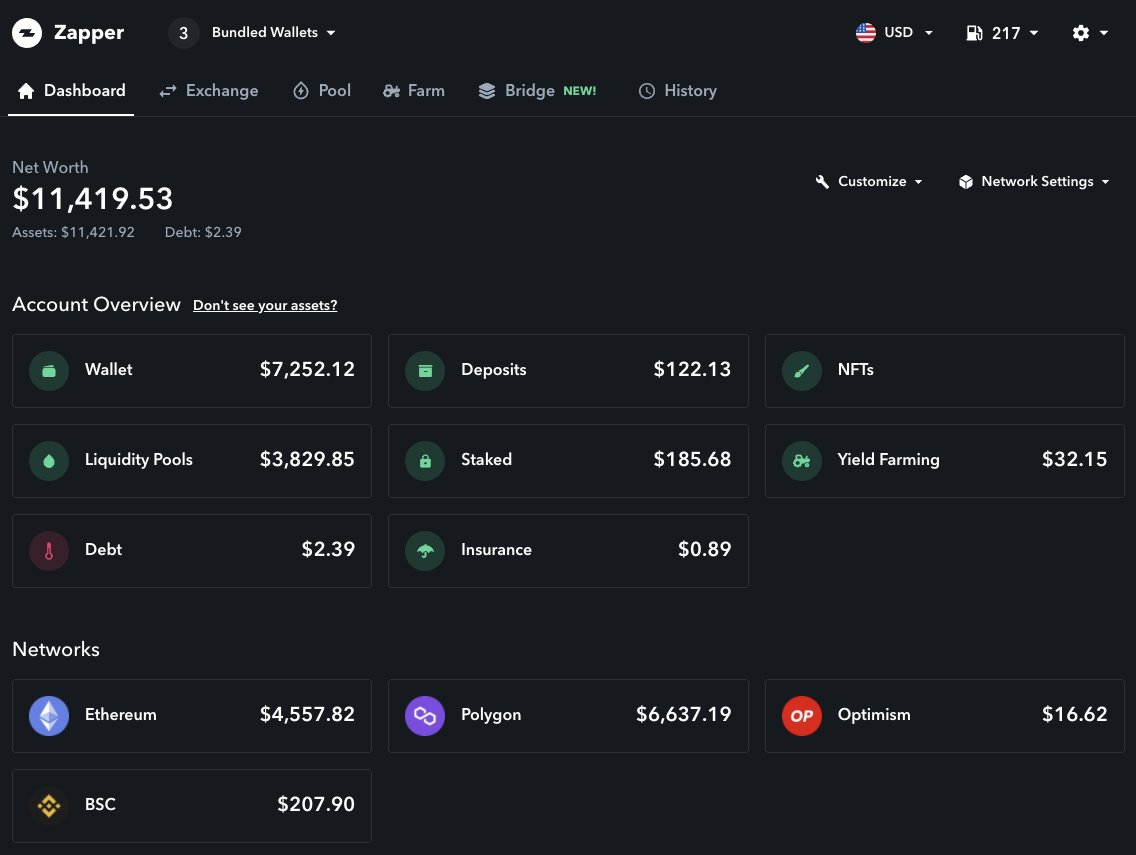 Zapper 3 Bundled Wallets USD 217
Dashboard Exchange Pool Farm Bridge NEW! History
Net Worth
$11,419.53
Assets: $11,421.92 Debt: $2.39
Customize Network Settings
Account Overview Don't see your assets?
Wallet $7,252.12 Deposits $122.13 NFTs
Liquidity Pools $3,829.85 Staked $185.68 Yield Farming $32.15
Debt $2.39 Insurance $0.89
Networks
Ethereum $4,557.82 Polygon $6,637.19 OP Optimism $16.62
BSC $207.90